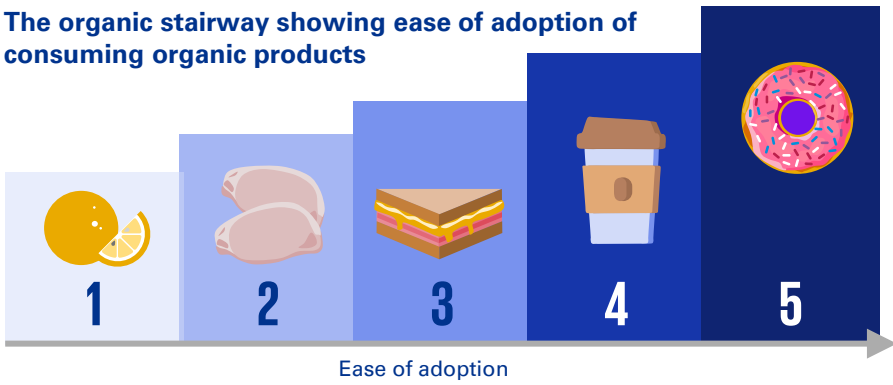 The organic stairway showing ease of adoption of
consuming organic products
1
2
3
4
5
Ease of adoption